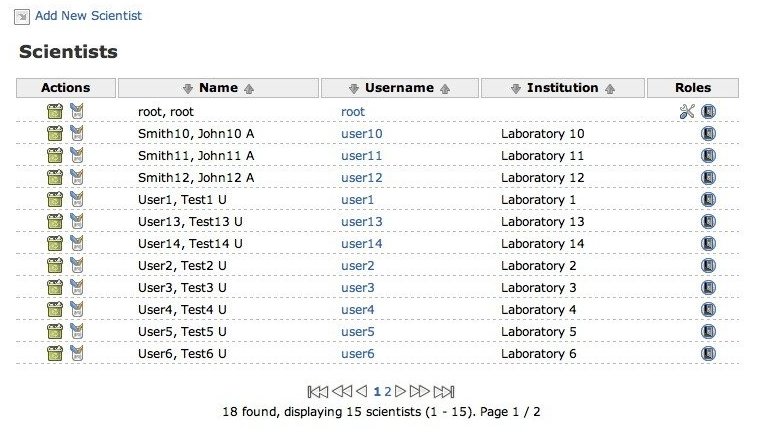 Add New Scientist
Scientists
Actions Name Username Institution Roles
root, root root
Smith10, John10 A user10 Laboratory 10
Smith11, John11 A user11 Laboratory 11
Smith12, John12 A user12 Laboratory 12
User1, Test1 U user1 Laboratory 1
User13, Test13 U user13 Laboratory 13
User14, Test14 U user14 Laboratory 14
User2, Test2 U user2 Laboratory 2
User3, Test3 U user3 Laboratory 3
User4, Test4 U user4 Laboratory 4
User5, Test5 U user5 Laboratory 5
User6, Test6 U user6 Laboratory 6
1 2
18 found, displaying 15 scientists (1 - 15). Page 1 / 2